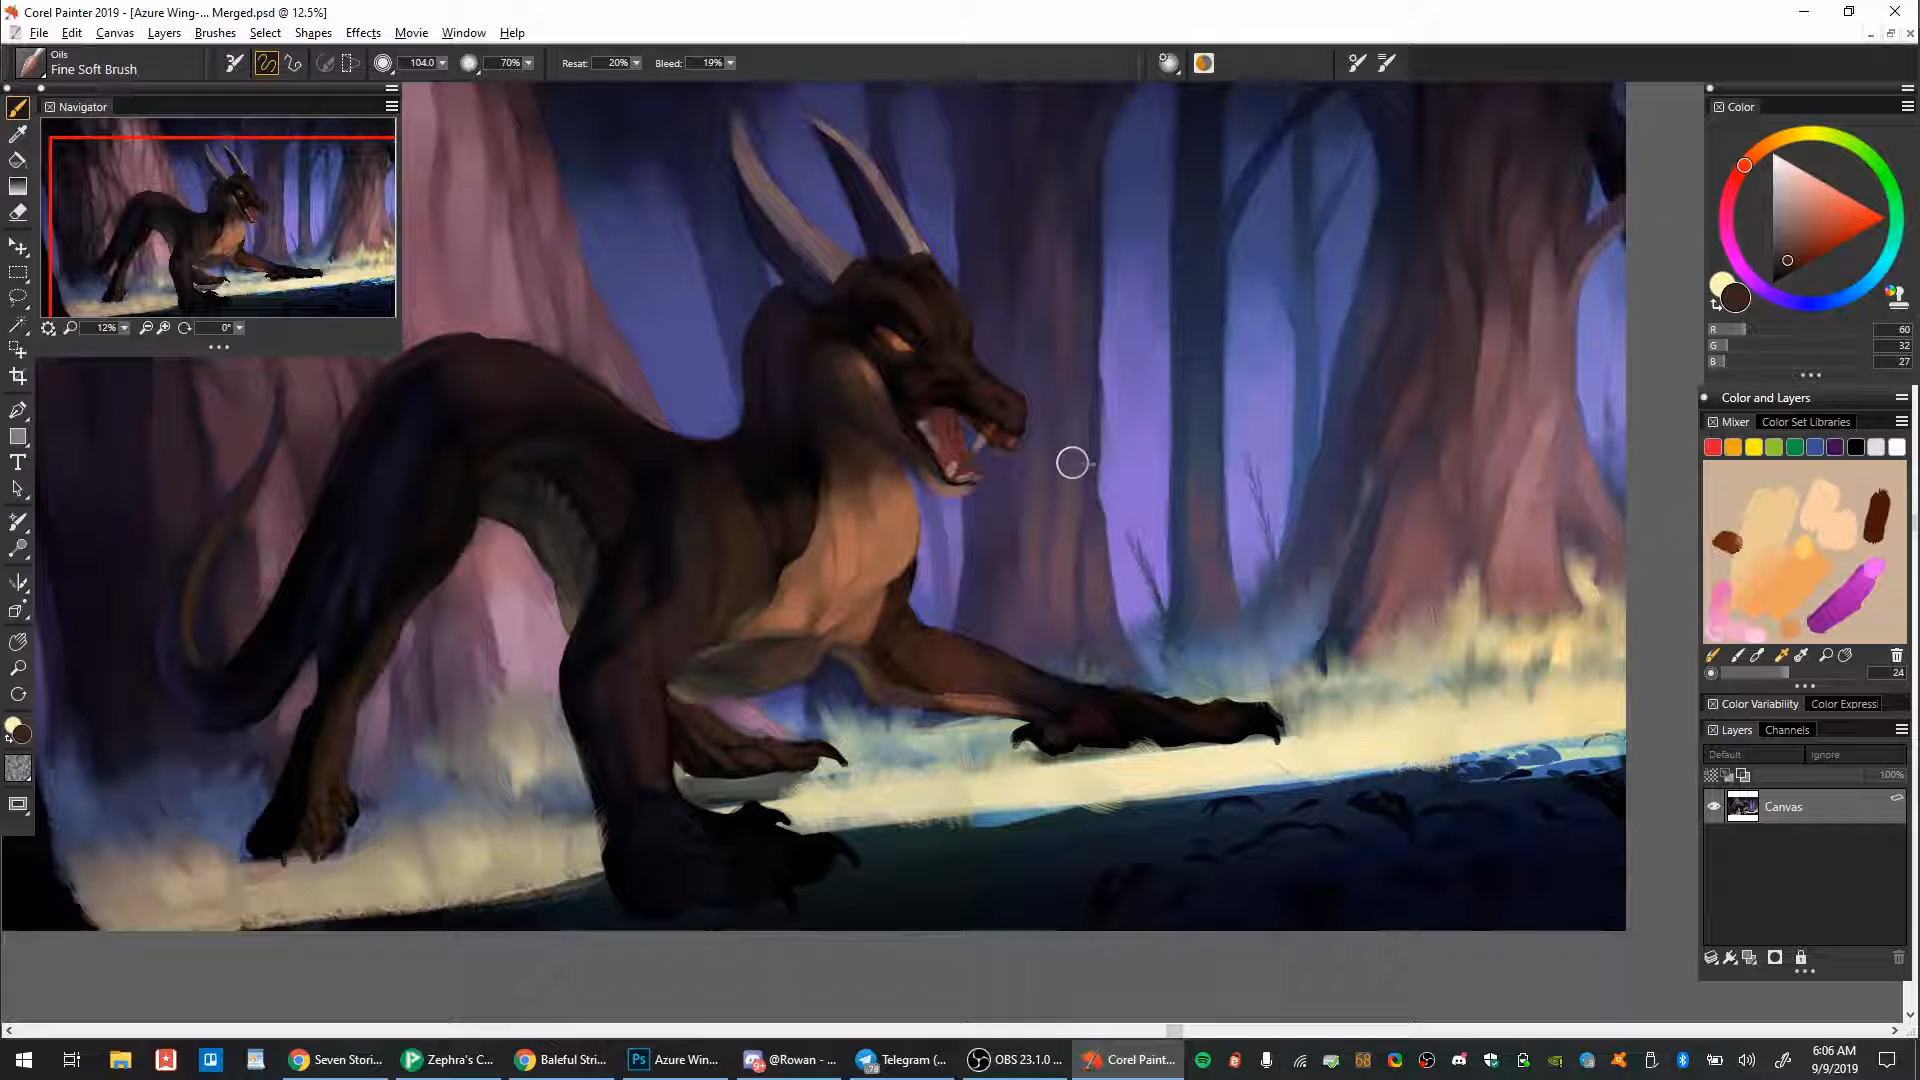 Corel Painter 2019 - [Azure Wing-... Merged.psd @ 12.5%]
File Edit Canvas Layers Brushes Select Shapes Effects Movie Window Help
Oils
Fine Soft Brush
104.0 70% Resat: 20% Bleed: 19%
Navigator
12% 0°
Color
R 60
G 32
B 27
Color and Layers
Mixer Color Set Libraries
24
Color Variability Color Expressi
Layers Channels
Default Ignore
100%
Canvas
Seven Stori... Zephra's C... Baleful Stri... Azure Win... @Rowan - ... Telegram (... OBS 23.1.0 ... Corel Paint...
6:06 AM
9/9/2019